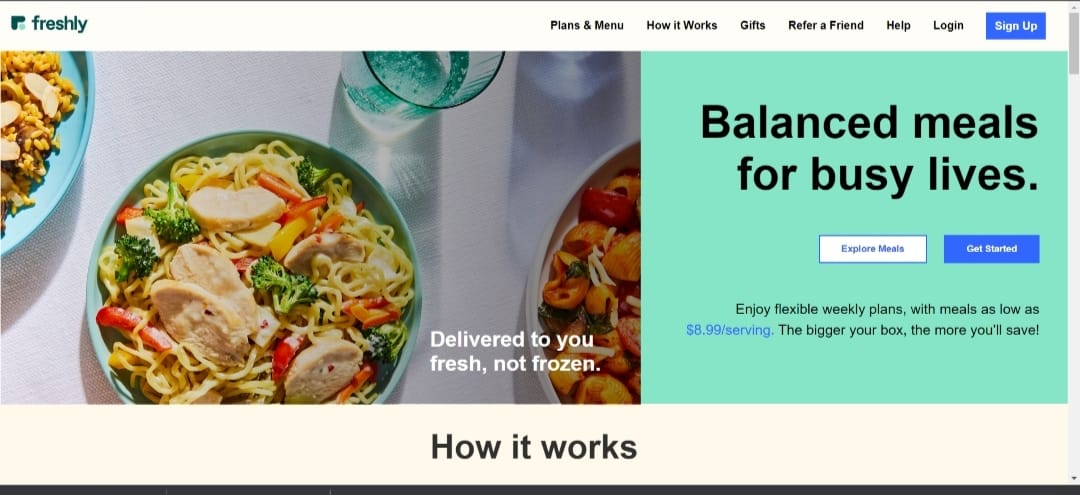 freshly
Plans & Menu
How it Works
Gifts
Refer a Friend
Help
Login
Sign Up
Balanced meals
for busy lives.
Explore Meals
Get Started
Enjoy flexible weekly plans, with meals as low as
$8.99/serving. The bigger your box, the more you'll save!
Delivered to you
fresh, not frozen.
How it works